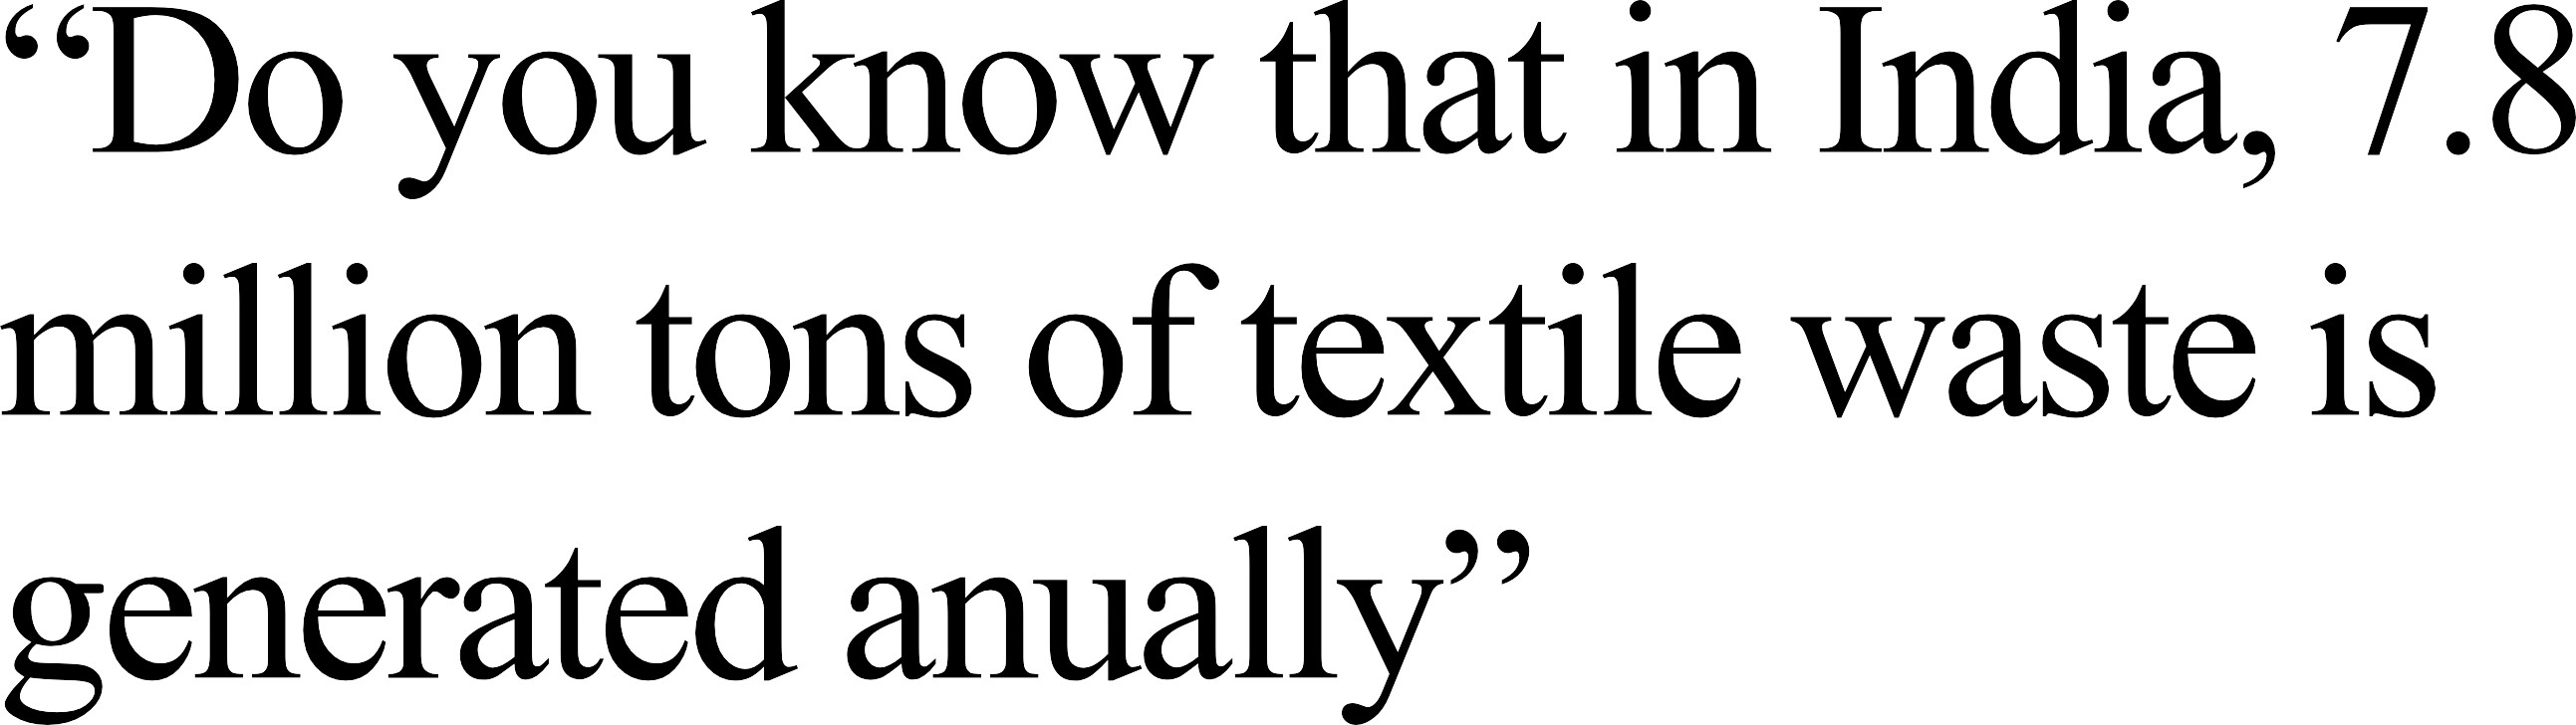 “Do you know that in India, 7.8
million tons of textile waste is
generated anually”